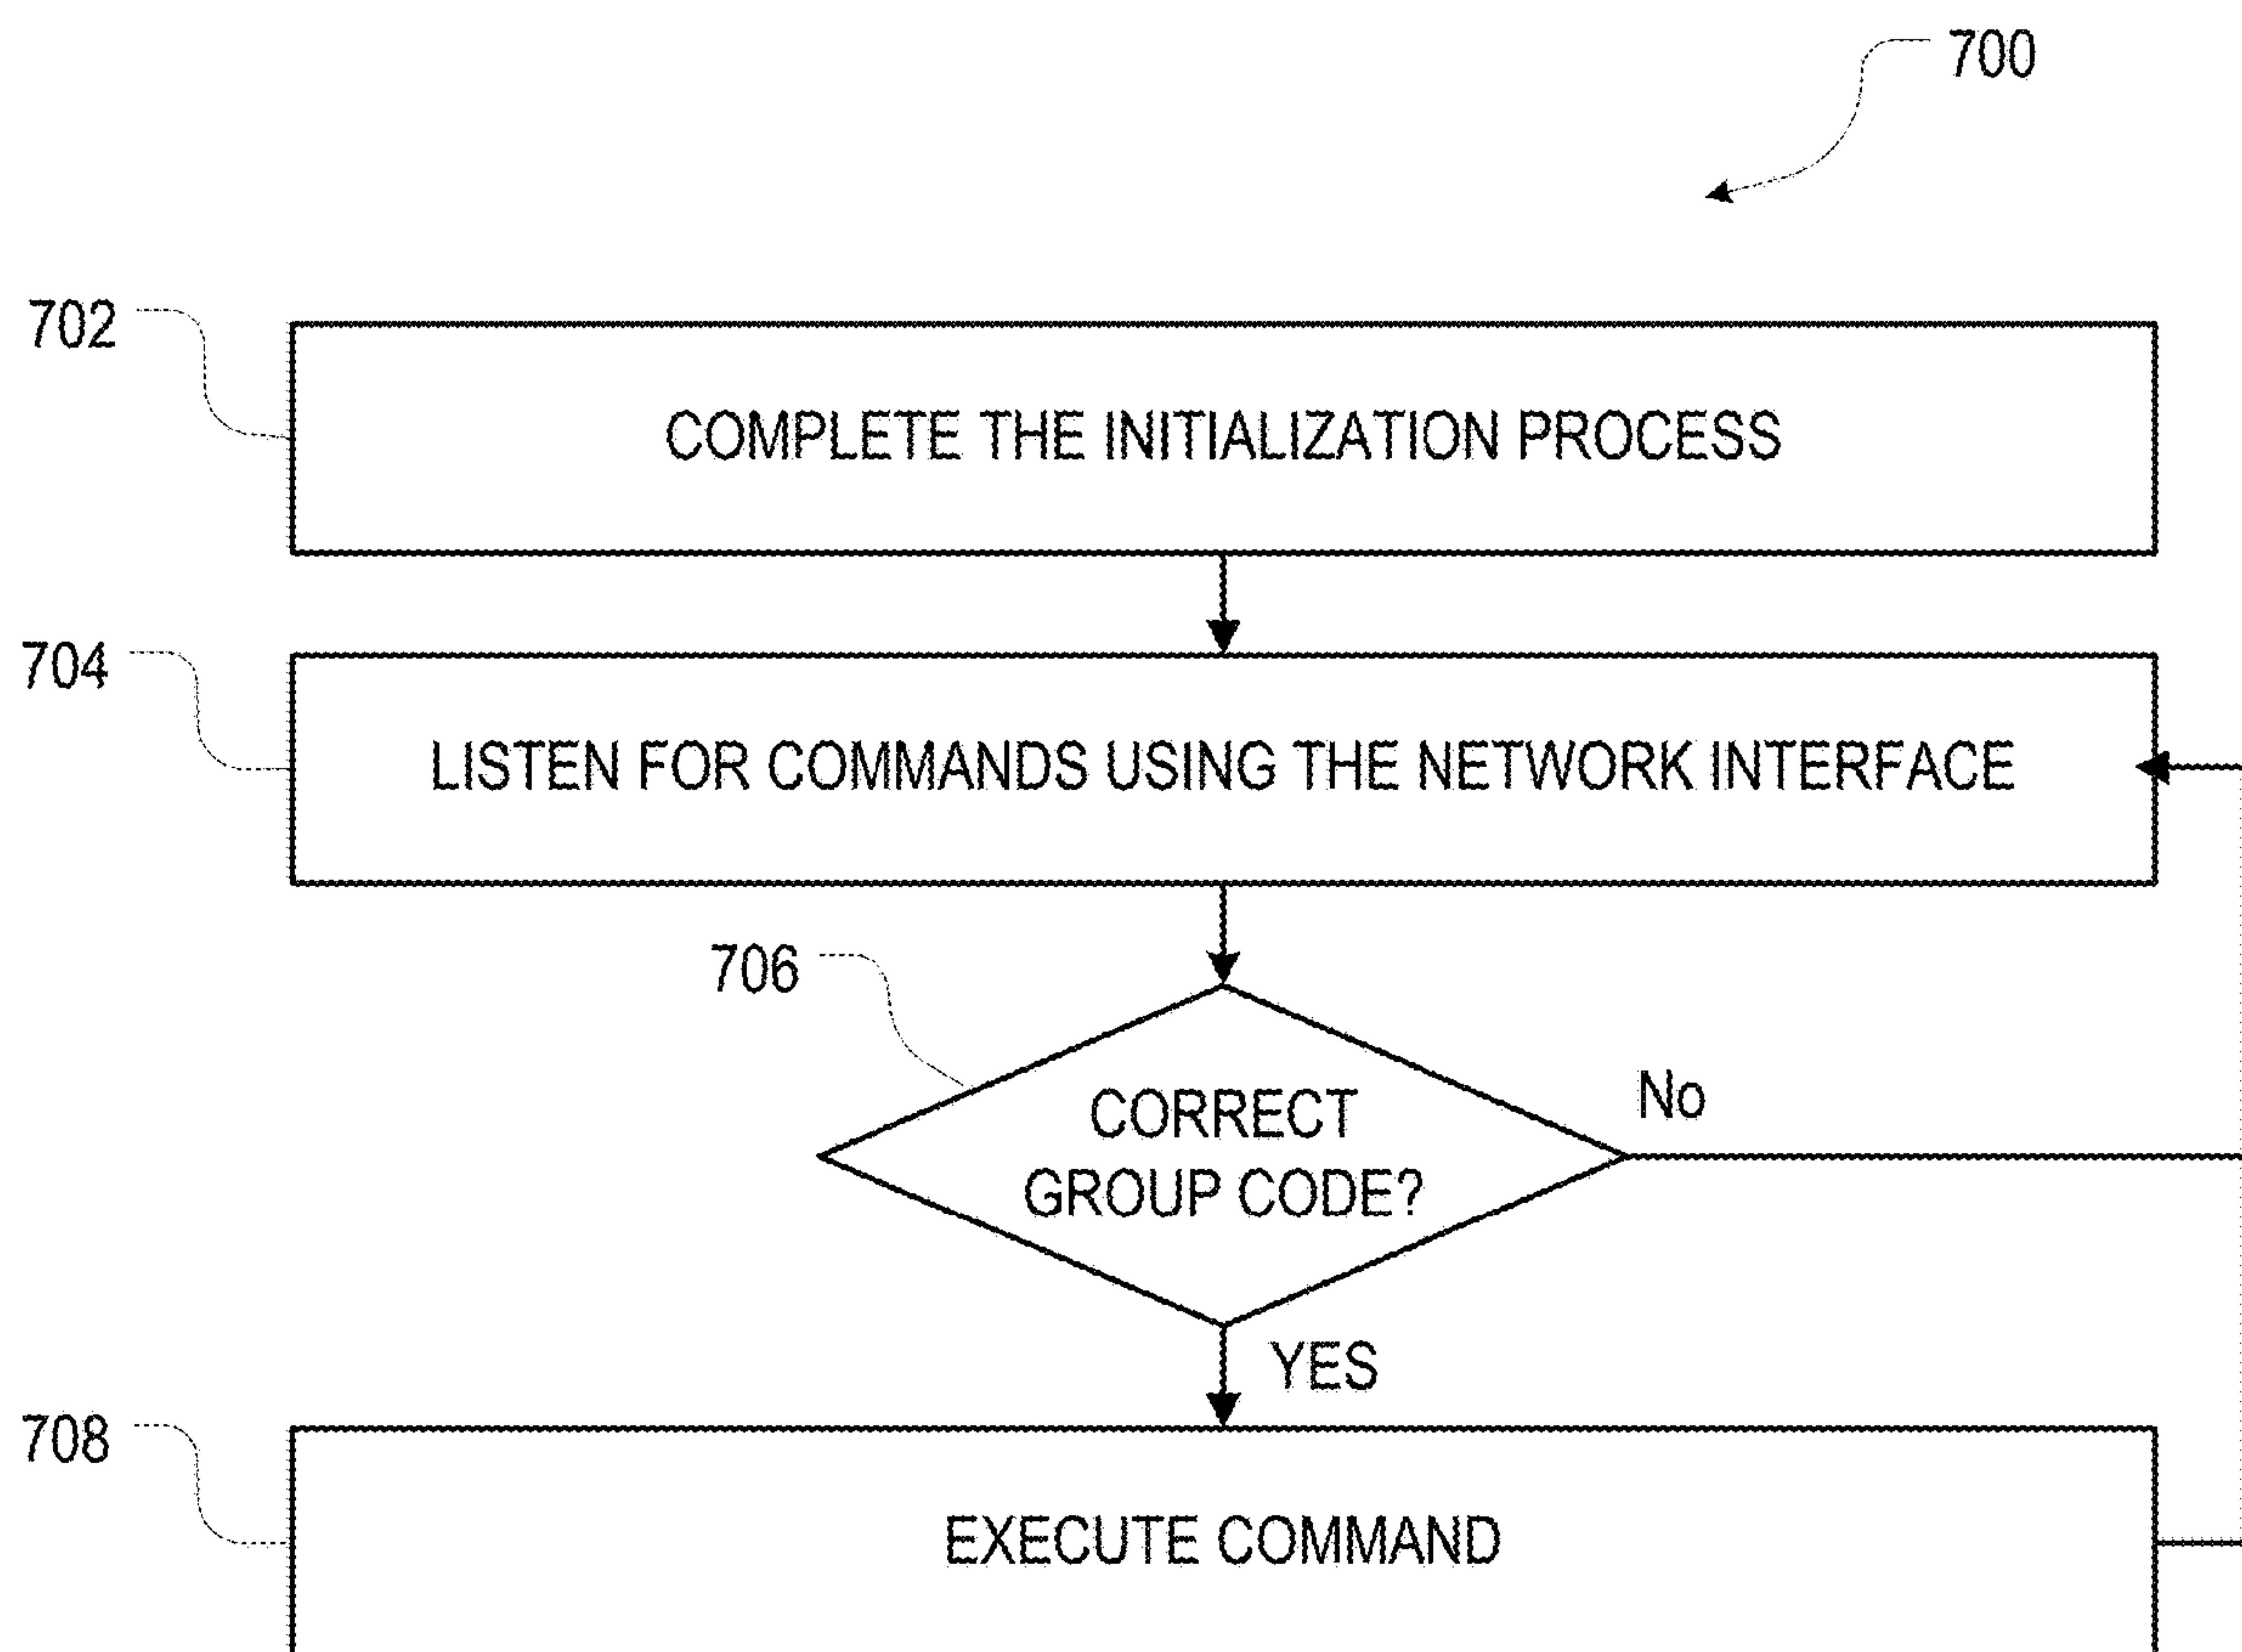 700
702
COMPLETE THE INITIALIZATION PROCESS
704
LISTEN FOR COMMANDS USING THE NETWORK INTERFACE
706
CORRECT
GROUP CODE?
No
YES
708
EXECUTE COMMAND